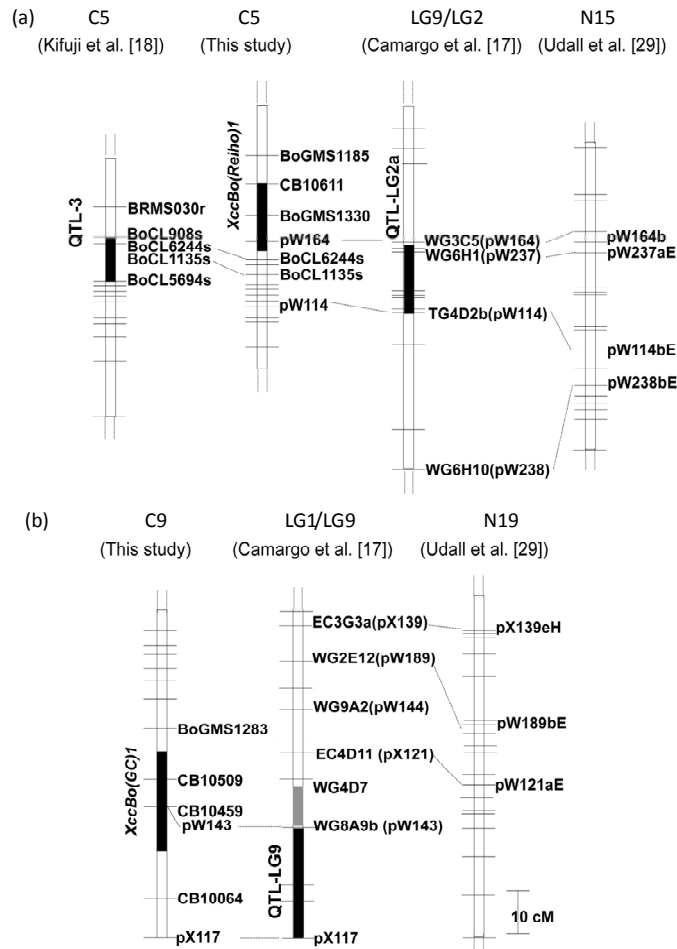 (a)
C5
(Kifuji et al. [18])
C5
(This study)
LG9/LG2
(Camargo et al. [17])
N15
(Udall et al. [29])
QTL-3
BRMS030r
BoCL908s
BoCL6244s
BoCL1135s
BoCL5694s
XccBo(Reiho)1
BoGMS1185
CB10611
BoGMS1330
pW164
BoCL6244s
BoCL1135s
pW114
QTL-LG2a
WG3C5(pW164)
WG6H1(pW237)
TG4D2b(pW114)
WG6H10(pW238)
pW164b
pW237aE
pW114bE
pW238bE
(b)
C9
(This study)
LG1/LG9
(Camargo et al. [17])
N19
(Udall et al. [29])
XccBo(GC)1
BoGMS1283
CB10509
CB10459
pW143
CB10064
pX117
QTL-LG9
EC3G3a(pX139)
WG2E12(pW189)
WG9A2(pW144)
EC4D11 (pX121)
WG4D7
WG8A9b (pW143)
pX117
pX139eH
pW189bE
pW121aE
10 cM